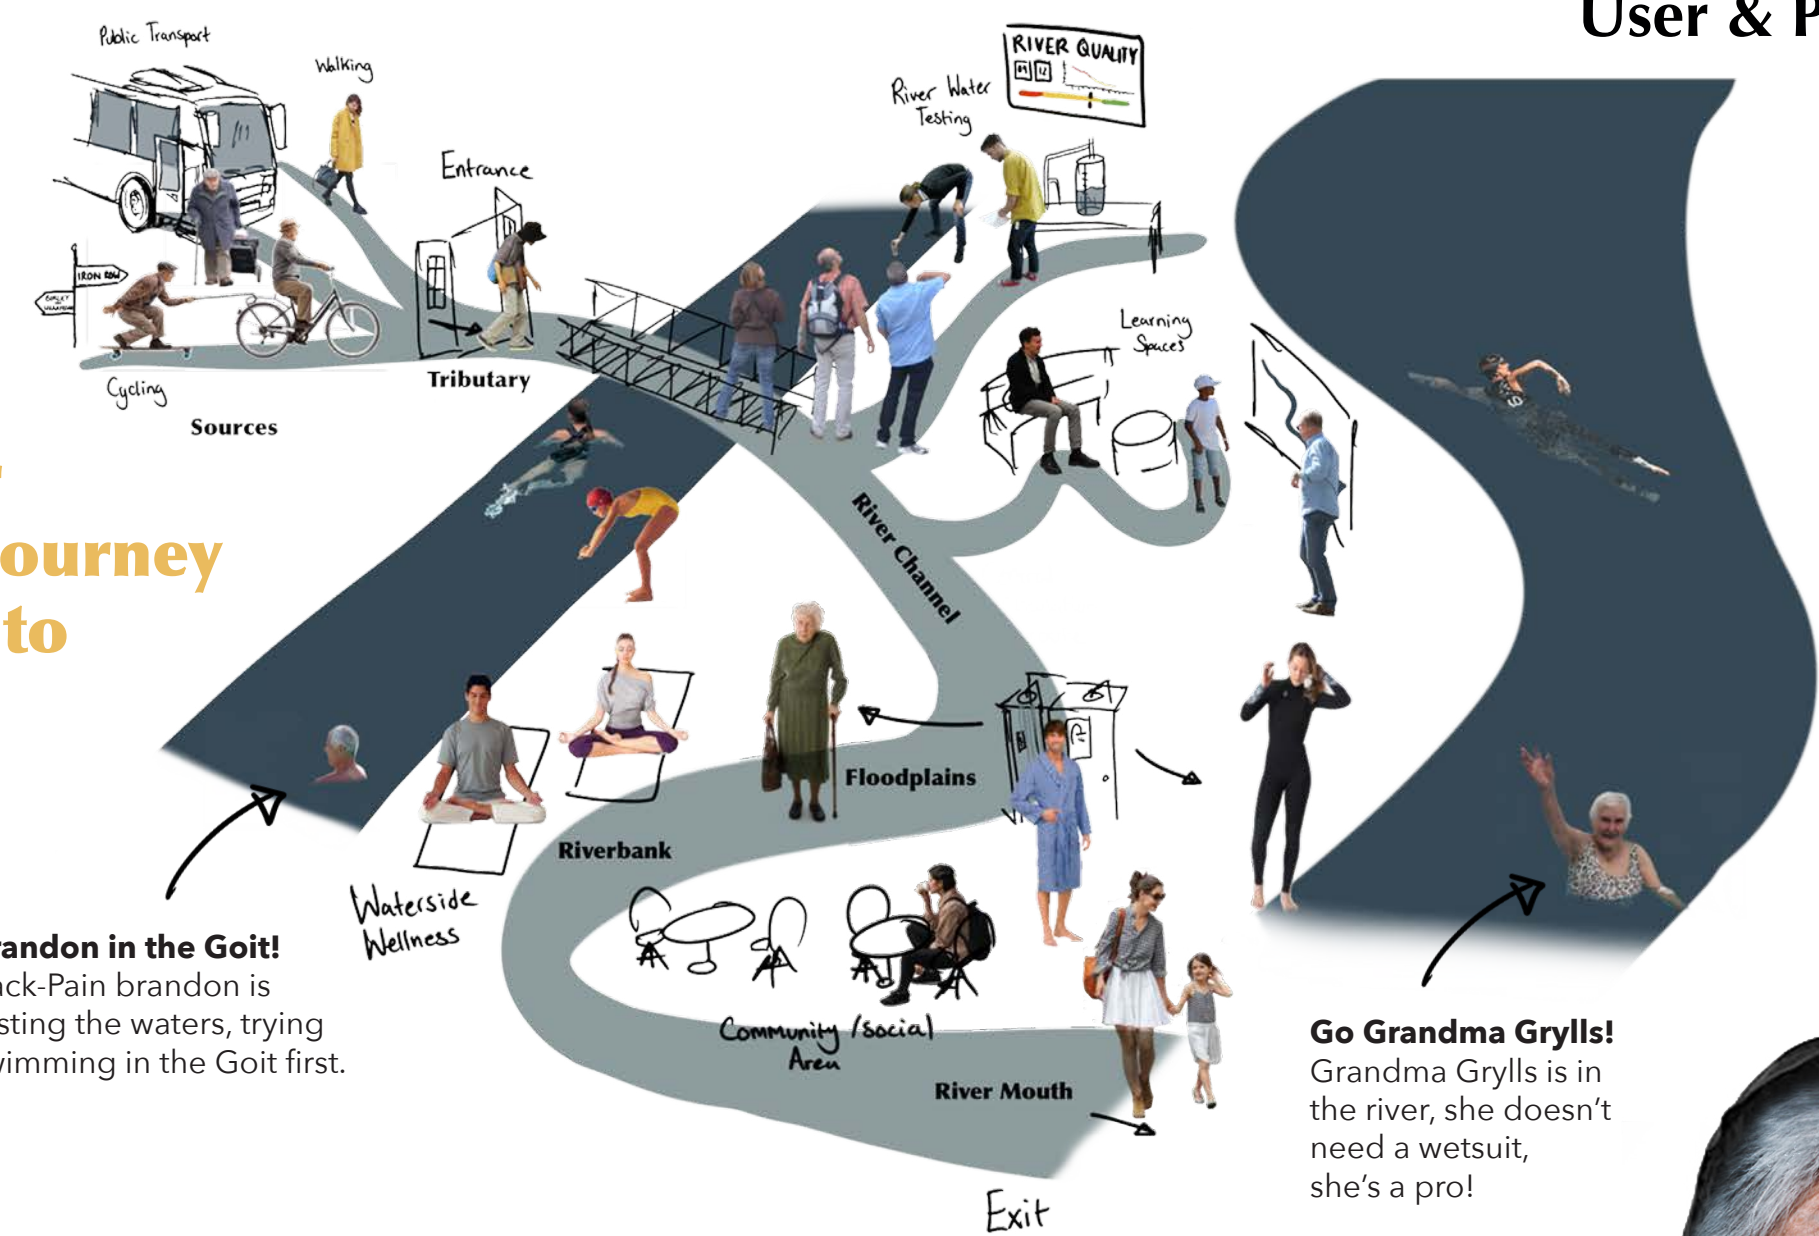 User & P
Public Transport
Walking
RIVER QUALITY
River Water
Testing
Entrance
IRON ROW
Learning
Spaces
Tributary
Cycling
Sources
River Channel
ourney
to
Floodplains
Riverbank
Waterside
Wellness
randon in the Goit!
ack-Pain brandon is
sting the waters, trying
wimming in the Goit first.
Community /social
Area
River Mouth
Exit
Go Grandma Grylls!
Grandma Grylls is in
the river, she doesn't
need a wetsuit,
she's a pro!